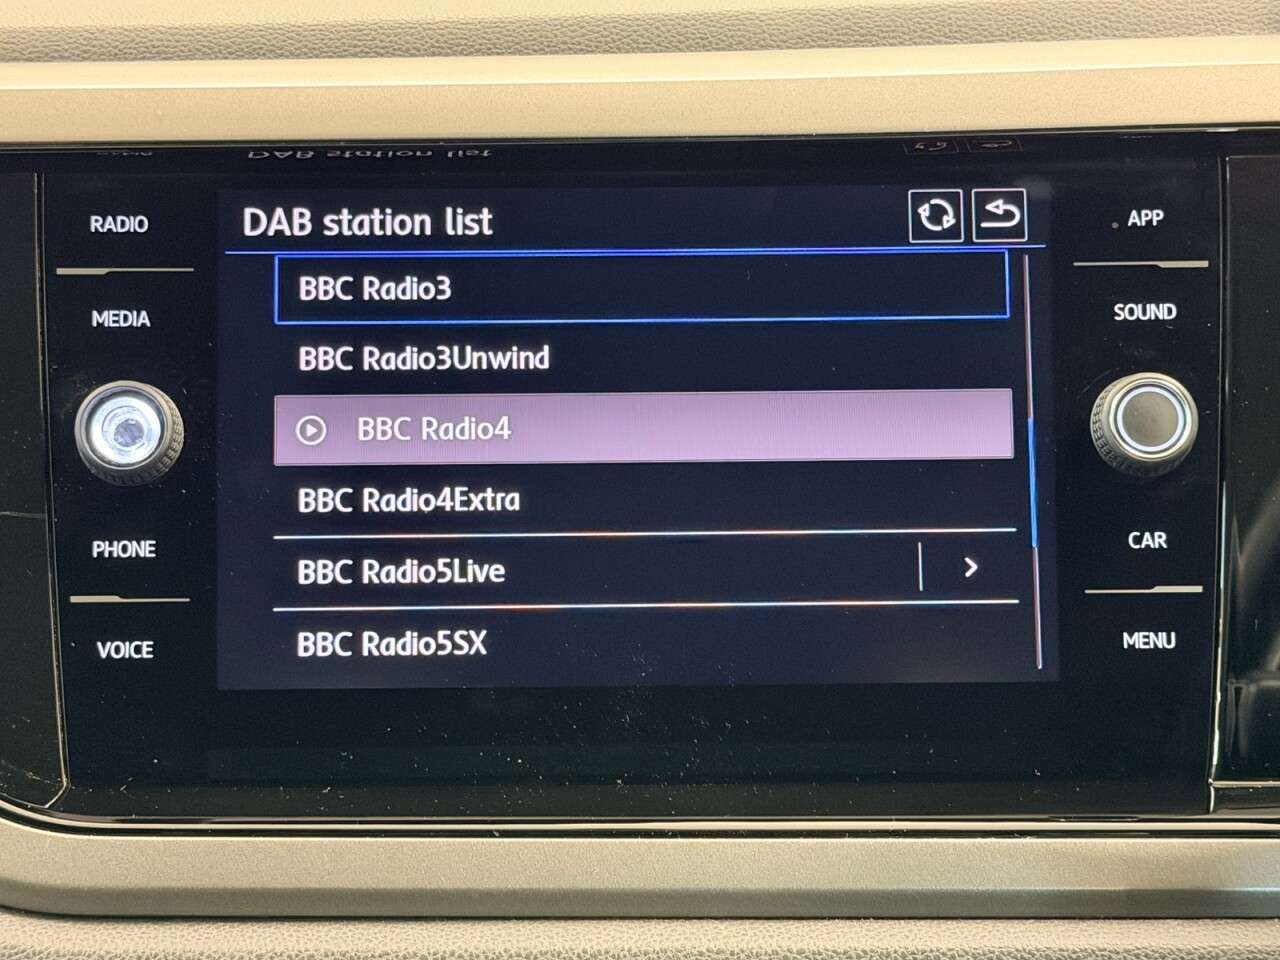 DAB station list
RADIO
MEDIA
PHONE
VOICE
BBC Radio3
BBC Radio3Unwind
BBC Radio4
BBC Radio4Extra
BBC Radio5Live
BBC Radio5SX
APP
SOUND
CAR
MENU